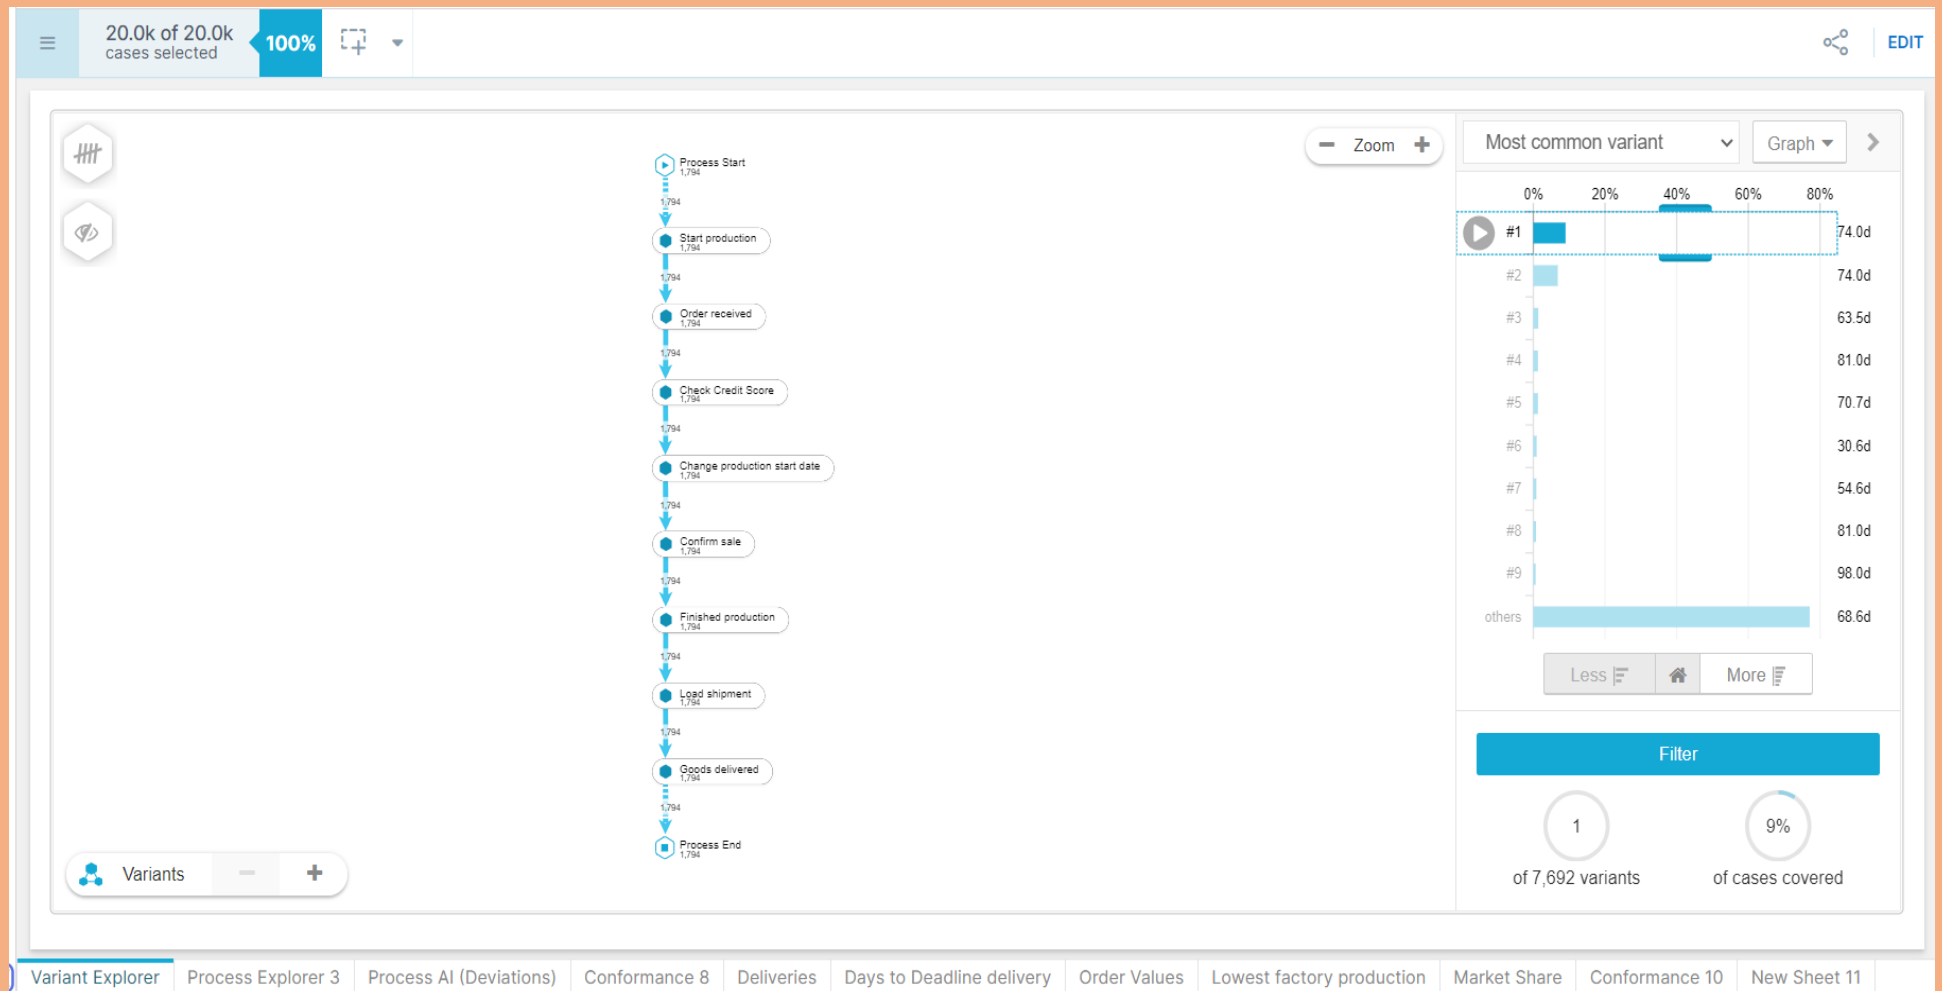 20.0k of 20.0k
cases selected
100%
EDIT
Process Start
1,794
1,794
Start production
1,794
1,794
Order received
1,794
1,794
Check Credit Score
1,794
1,794
Change production start date
1,794
1,794
Confirm sale
1,794
1,794
Finished production
1,794
1,794
Load shipment
1,794
1,794
Goods delivered
1,794
1,794
Process End
1,794
Zoom
Variants
Most common variant
Graph
0% 20% 40% 60% 80%
#1 74.0d
#2 74.0d
#3 63.5d
#4 81.0d
#5 70.7d
#6 30.6d
#7 54.6d
#8 81.0d
#9 98.0d
others 68.6d
Less More
Filter
1 9%
of 7,692 variants of cases covered
Variant Explorer Process Explorer 3 Process AI (Deviations) Conformance 8 Deliveries Days to Deadline delivery Order Values Lowest factory production Market Share Conformance 10 New Sheet 11